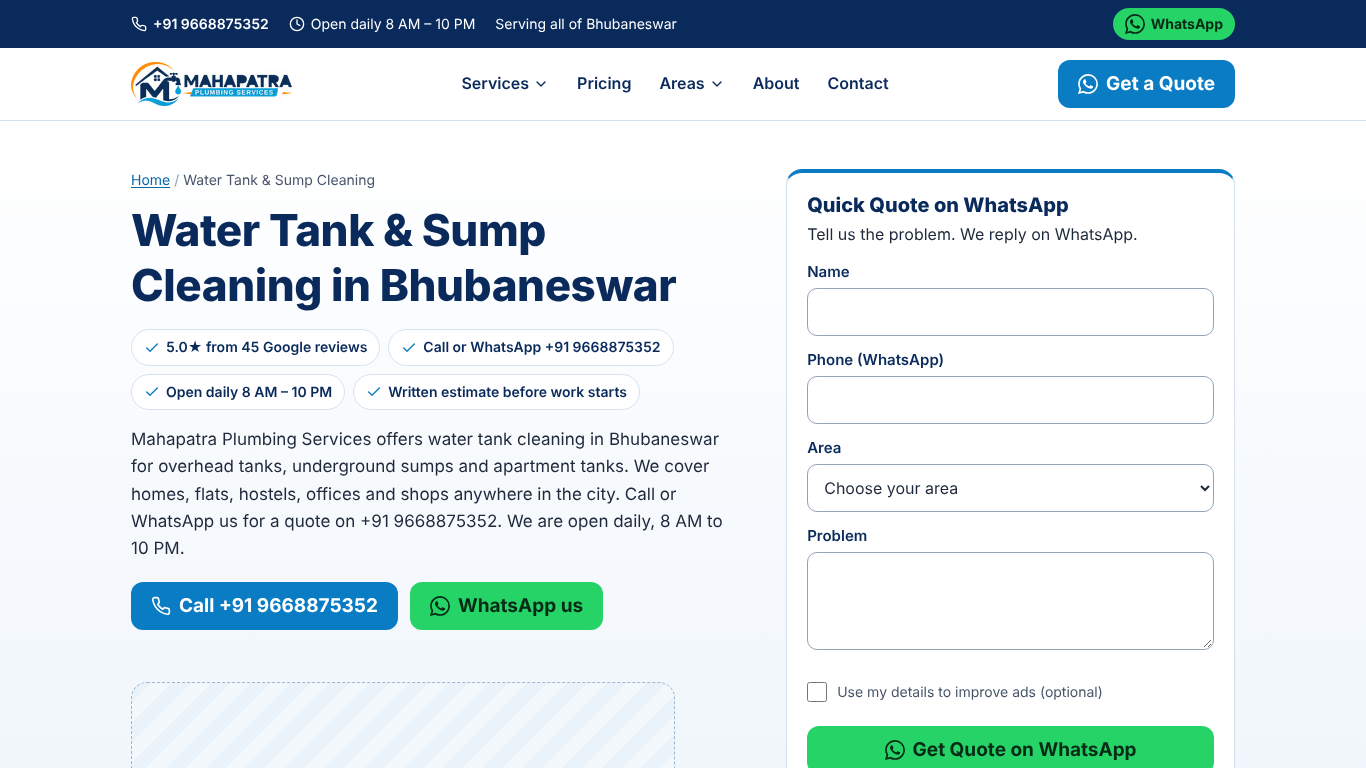 +91 9668875352
Open daily 8 AM – 10 PM
Serving all of Bhubaneswar
WhatsApp
MAHAPATRA
PLUMBING SERVICES
Services
Pricing
Areas
About
Contact
Get a Quote
Home / Water Tank & Sump Cleaning
Water Tank & Sump
Cleaning in Bhubaneswar
5.0★ from 45 Google reviews
Call or WhatsApp +91 9668875352
Open daily 8 AM – 10 PM
Written estimate before work starts
Mahapatra Plumbing Services offers water tank cleaning in Bhubaneswar
for overhead tanks, underground sumps and apartment tanks. We cover
homes, flats, hostels, offices and shops anywhere in the city. Call or
WhatsApp us for a quote on +91 9668875352. We are open daily, 8 AM to
10 PM.
Call +91 9668875352
WhatsApp us
Quick Quote on WhatsApp
Tell us the problem. We reply on WhatsApp.
Name
Phone (WhatsApp)
Area
Choose your area
Problem
Use my details to improve ads (optional)
Get Quote on WhatsApp